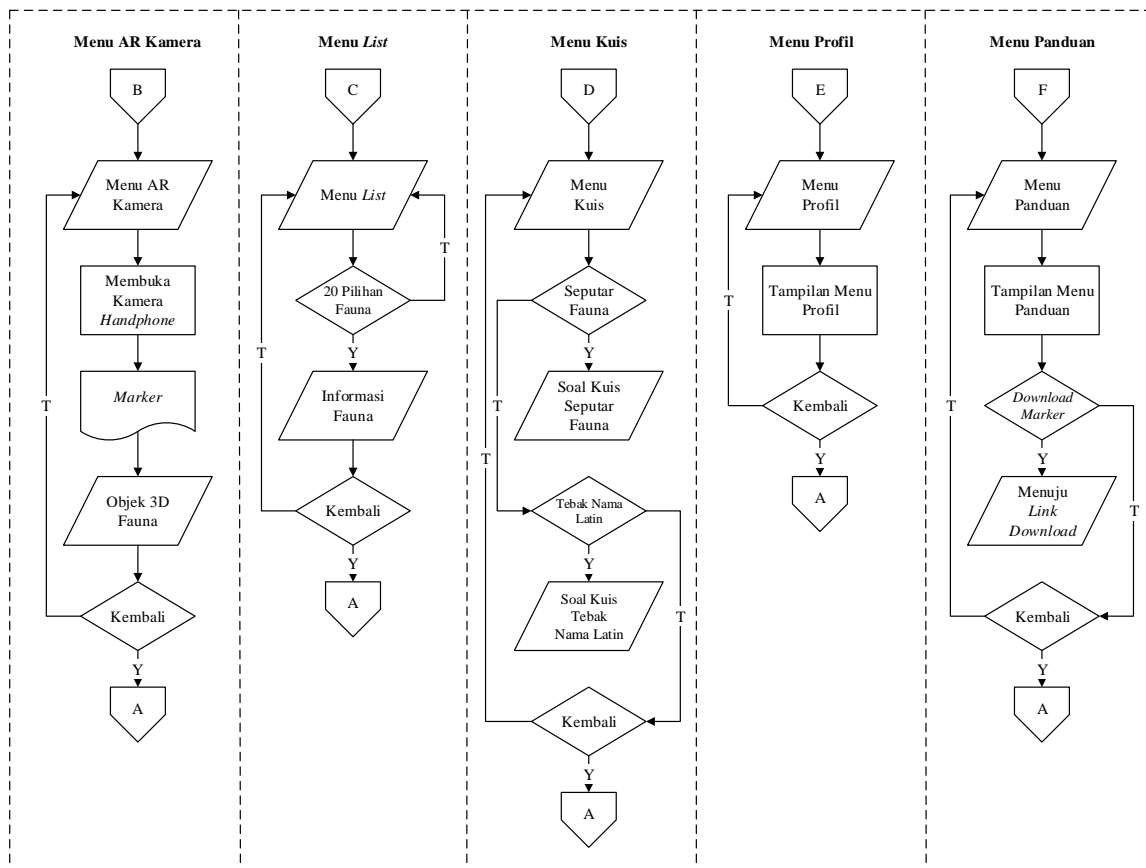 Menu AR Kamera
B
Menu AR
Kamera
Membuka
Kamera
Handphone
Marker
T
Objek 3D
Fauna
Kembali
Y
A
Menu List
C
Menu List
T
20 Pilihan
Fauna
Y
T
Informasi
Fauna
Kembali
Y
A
Menu Kuis
D
Menu
Kuis
Seputar
Fauna
Y
T
Soal Kuis
Seputar
Fauna
T
Tebak Nama
Latin
Y
Soal Kuis
Tebak
Nama Latin
T
Kembali
Y
A
Menu Profil
E
Menu
Profil
T
Tampilan Menu
Profil
Kembali
Y
A
Menu Panduan
F
Menu
Panduan
Tampilan Menu
Panduan
T
Download
Marker
Y
Menuju
Link
Download
T
Kembali
Y
A